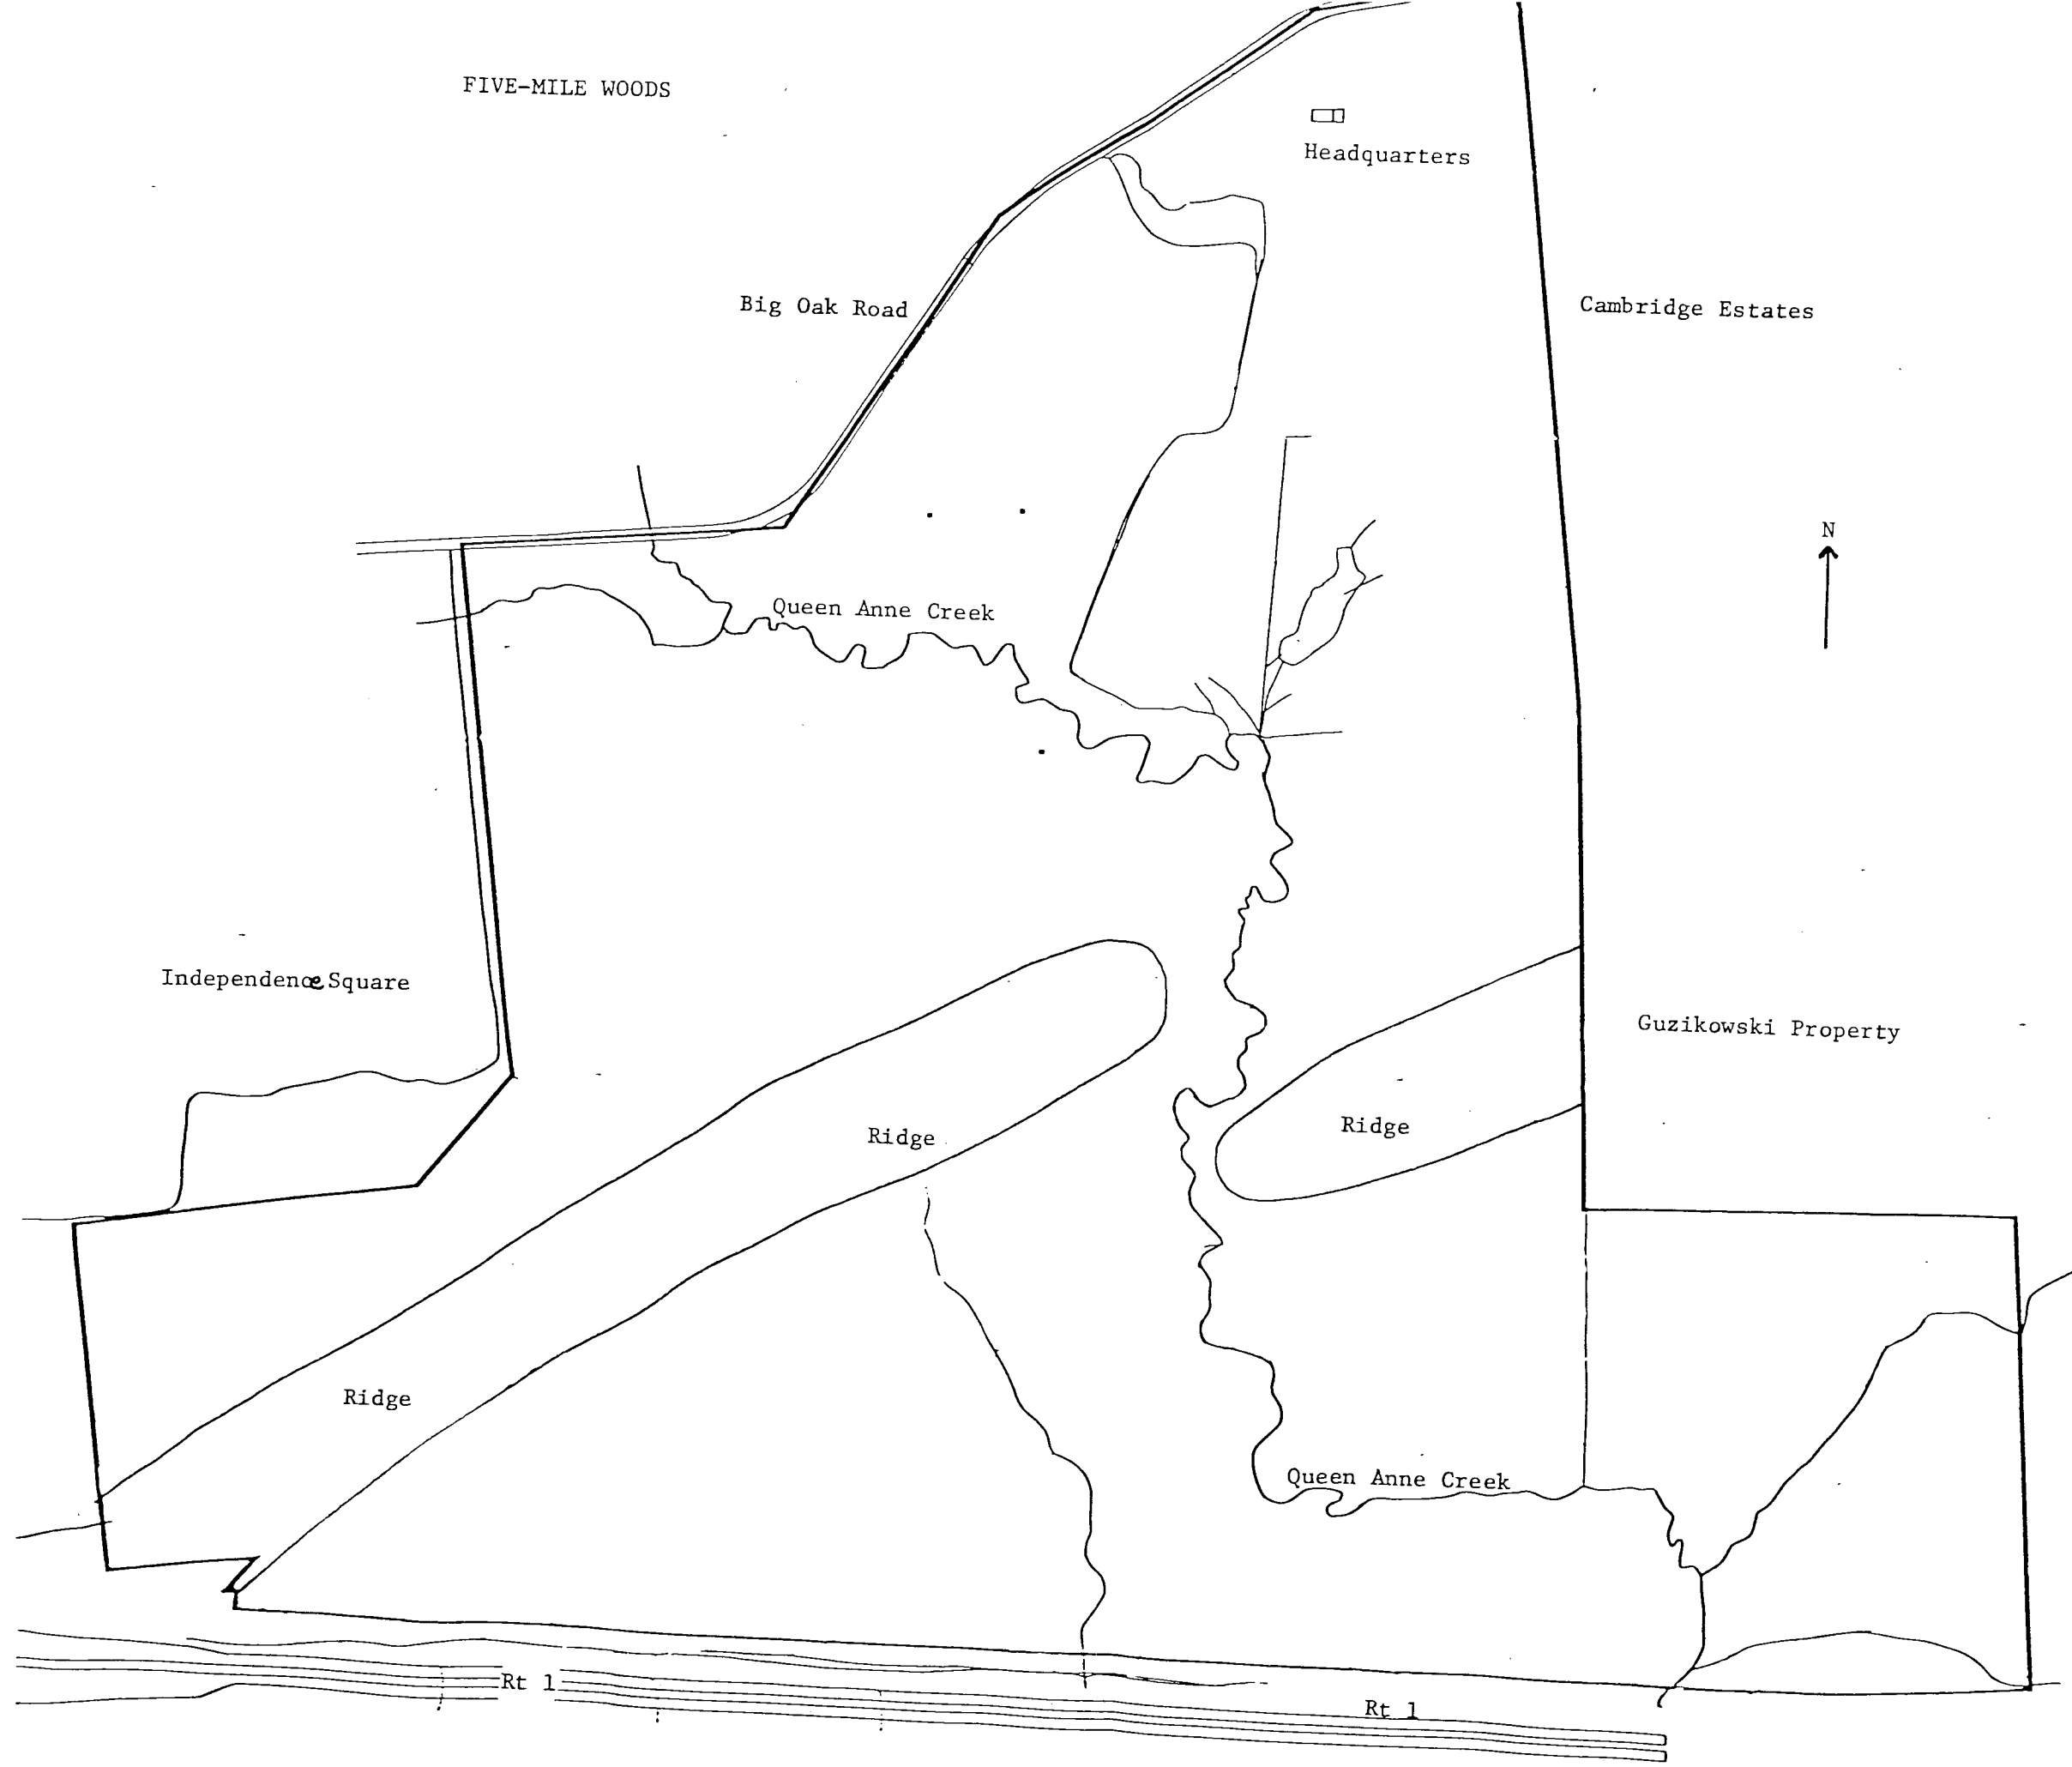 FIVE-MILE WOODS
Headquarters
Big Oak Road
Cambridge Estates
N
Queen Anne Creek
Independence Square
Guzikowski Property
Ridge
Ridge
Ridge
Queen Anne Creek
Rt 1
Rt 1